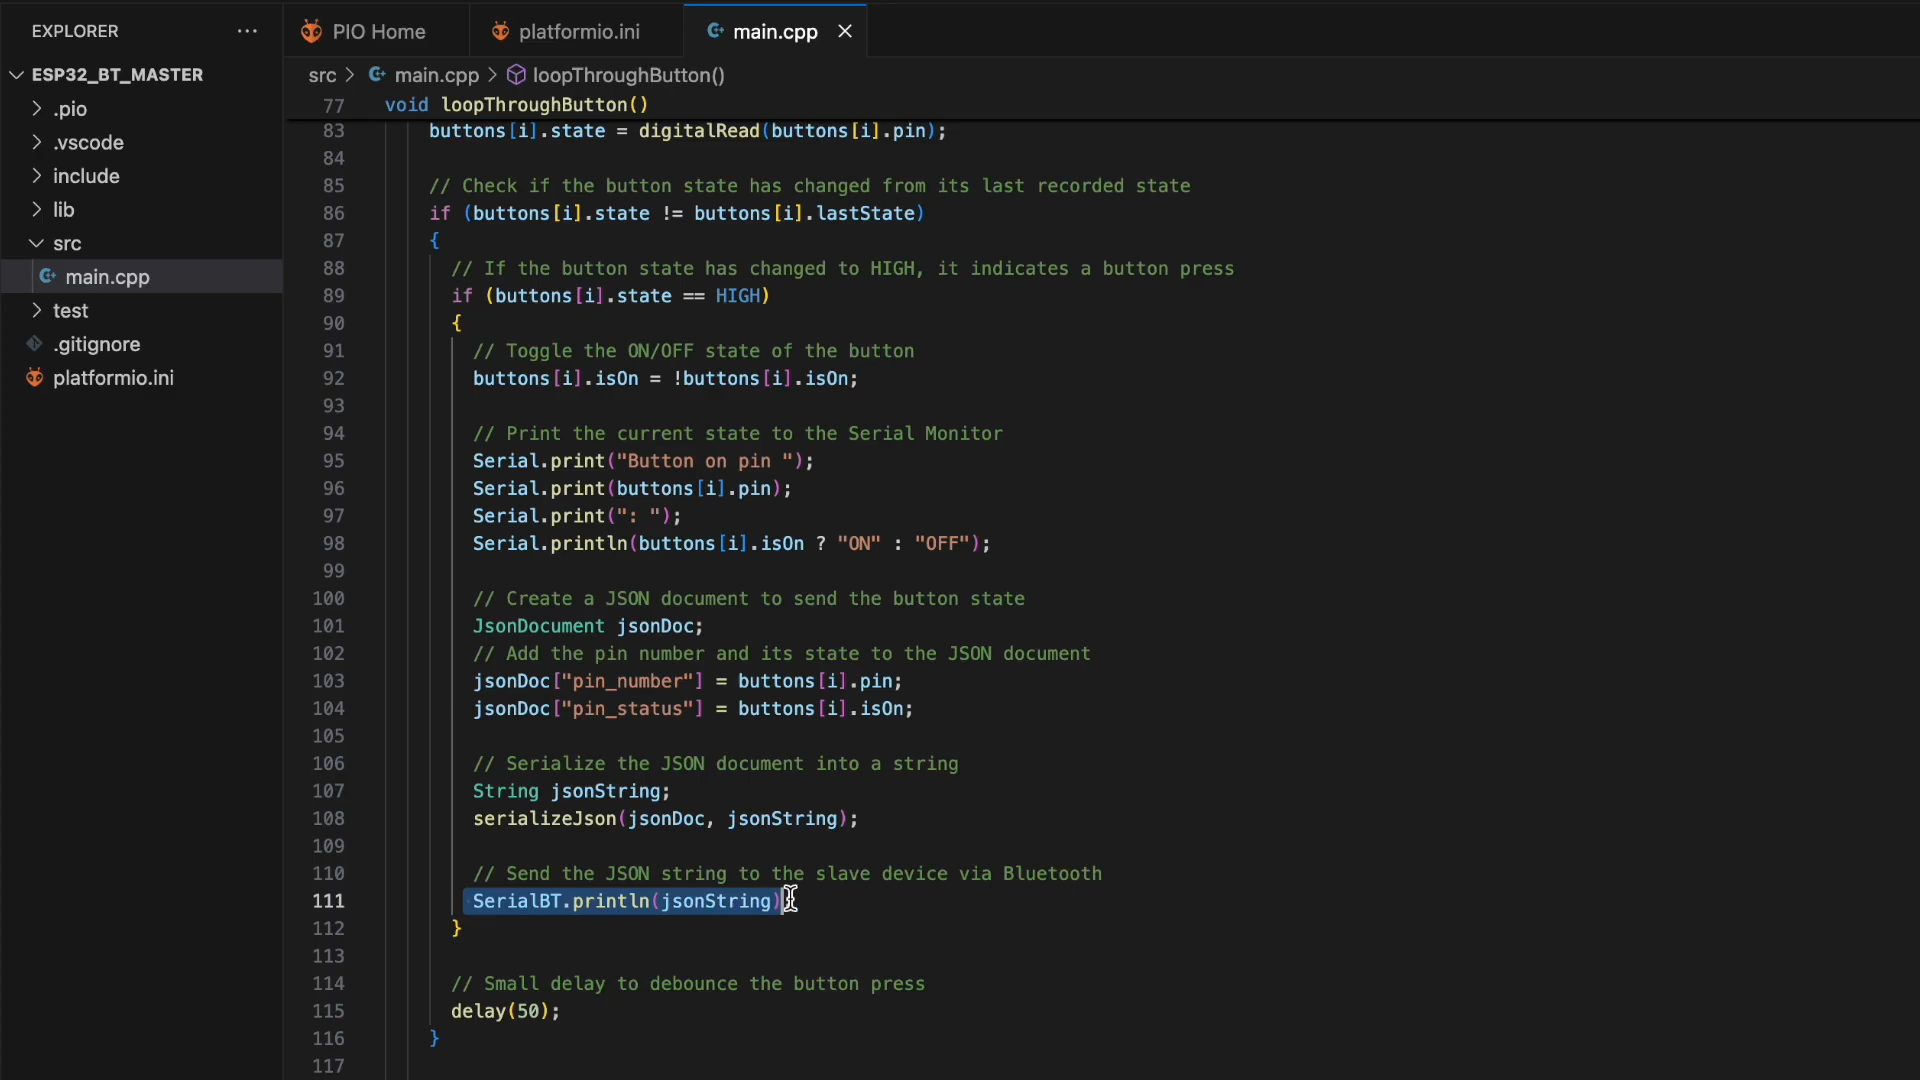 EXPLORER
PIO Home
platformio.ini
main.cpp
ESP32_BT_MASTER
.pio
.vscode
include
lib
src
main.cpp
test
.gitignore
platformio.ini
src > main.cpp > loopThroughButton()
77 void loopThroughButton()
83 buttons[i].state = digitalRead(buttons[i].pin);
84
85 // Check if the button state has changed from its last recorded state
86 if (buttons[i].state != buttons[i].lastState)
87 {
88 // If the button state has changed to HIGH, it indicates a button press
89 if (buttons[i].state == HIGH)
90 {
91 // Toggle the ON/OFF state of the button
92 buttons[i].isOn = !buttons[i].isOn;
93
94 // Print the current state to the Serial Monitor
95 Serial.print("Button on pin ");
96 Serial.print(buttons[i].pin);
97 Serial.print(": ");
98 Serial.println(buttons[i].isOn ? "ON" : "OFF");
99
100 // Create a JSON document to send the button state
101 JsonDocument jsonDoc;
102 // Add the pin number and its state to the JSON document
103 jsonDoc["pin_number"] = buttons[i].pin;
104 jsonDoc["pin_status"] = buttons[i].isOn;
105
106 // Serialize the JSON document into a string
107 String jsonString;
108 serializeJson(jsonDoc, jsonString);
109
110 // Send the JSON string to the slave device via Bluetooth
111 SerialBT.println(jsonString)
112 }
113
114 // Small delay to debounce the button press
115 delay(50);
116 }
117